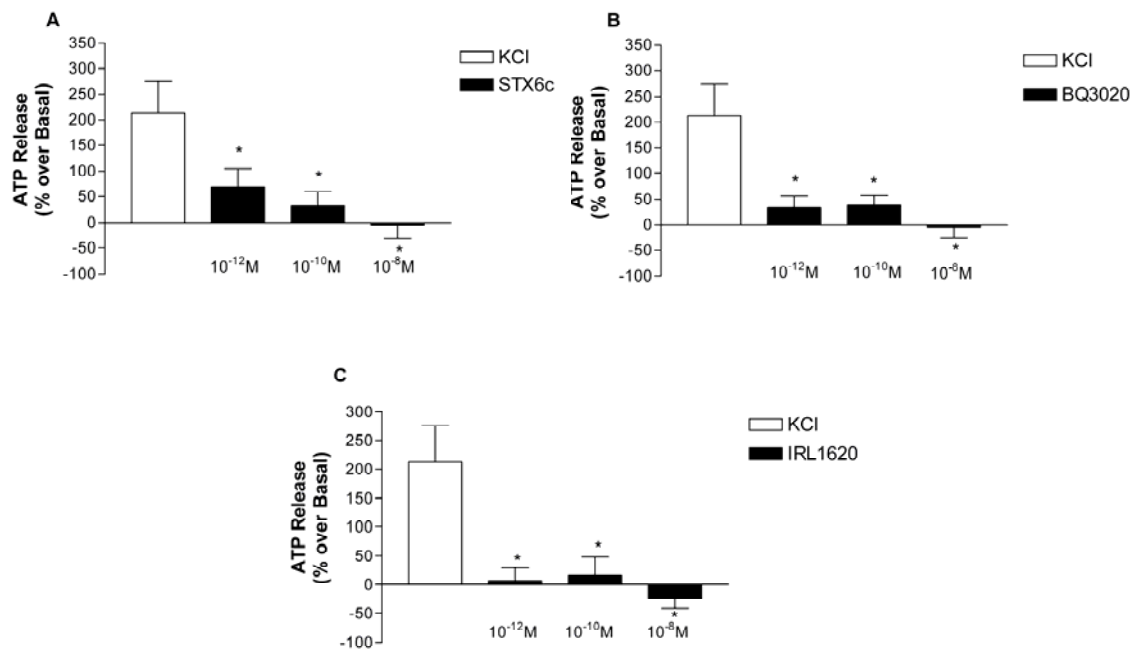 A
ATP Release
(% over Basal)
350
300
250
200
150
100
50
0
-50
-100
*
*
*
10⁻¹²M
10⁻¹⁰M
10⁻⁸M
KCl
STX6c
B
ATP Release
(% over Basal)
350
300
250
200
150
100
50
0
-50
-100
*
*
*
10⁻¹²M
10⁻¹⁰M
10⁻⁸M
KCl
BQ3020
C
ATP Release
(% over Basal)
300
250
200
150
100
50
0
-50
-100
*
*
*
10⁻¹²M
10⁻¹⁰M
10⁻⁸M
KCl
IRL1620